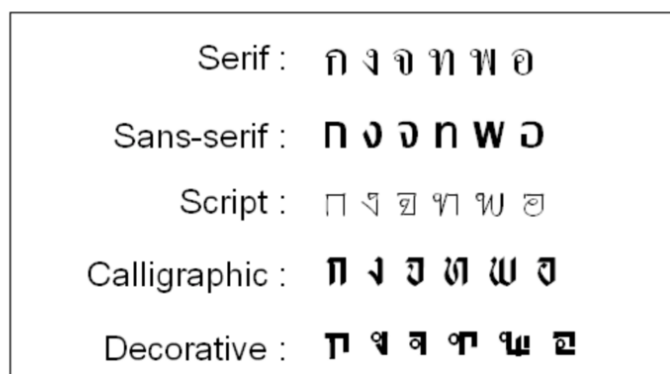 Serif : ก ง จ ท พ อ
Sans-serif : ก ง จ ท พ อ
Script : ก ง จ ท พ อ
Calligraphic : ก ง จ ท พ อ
Decorative : ก ง จ ท พ อ